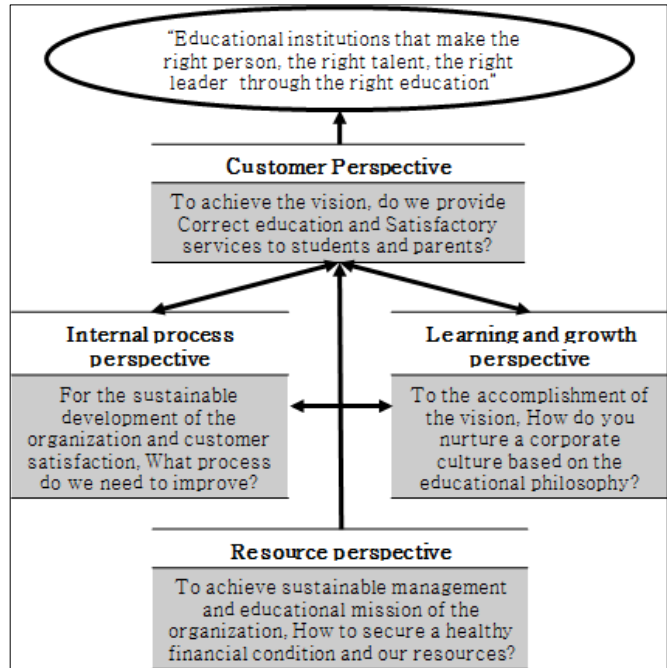 “Educational institutions that make the
right person, the right talent, the right
leader through the right education”
Customer Perspective
To achieve the vision, do we provide
Correct education and Satisfactory
services to students and parents?
Internal process
perspective
For the sustainable
development of the
organization and customer
satisfaction, What process
do we need to improve?
Learning and growth
perspective
To the accomplishment of
the vision, How do you
nurture a corporate
culture based on the
educational philosophy?
Resource perspective
To achieve sustainable management
and educational mission of the
organization, How to secure a healthy
financial condition and our resources?